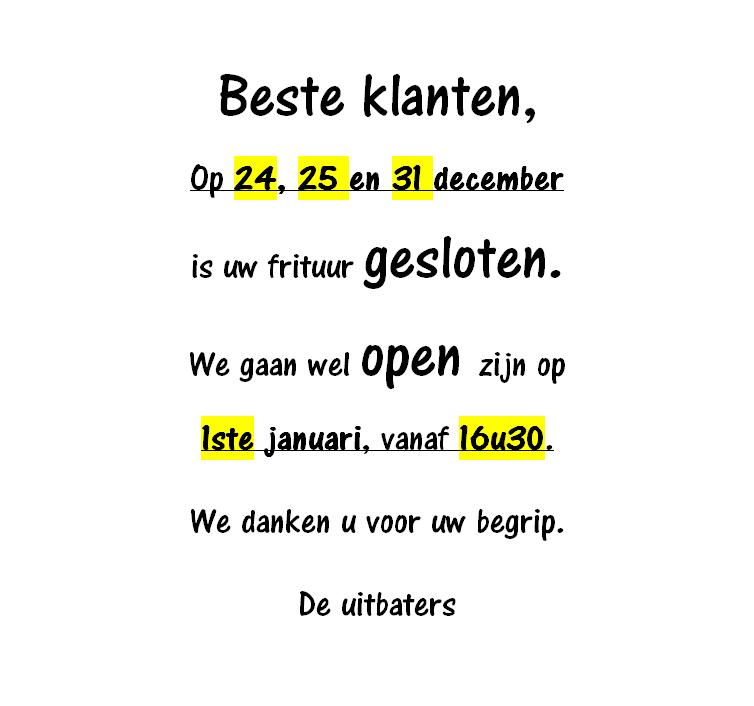 Beste klanten,
Op 24, 25 en 31 december
is uw frituur gesloten.
We gaan wel open zijn op
1ste januari, vanaf 16u30.
We danken u voor uw begrip.
De uitbaters